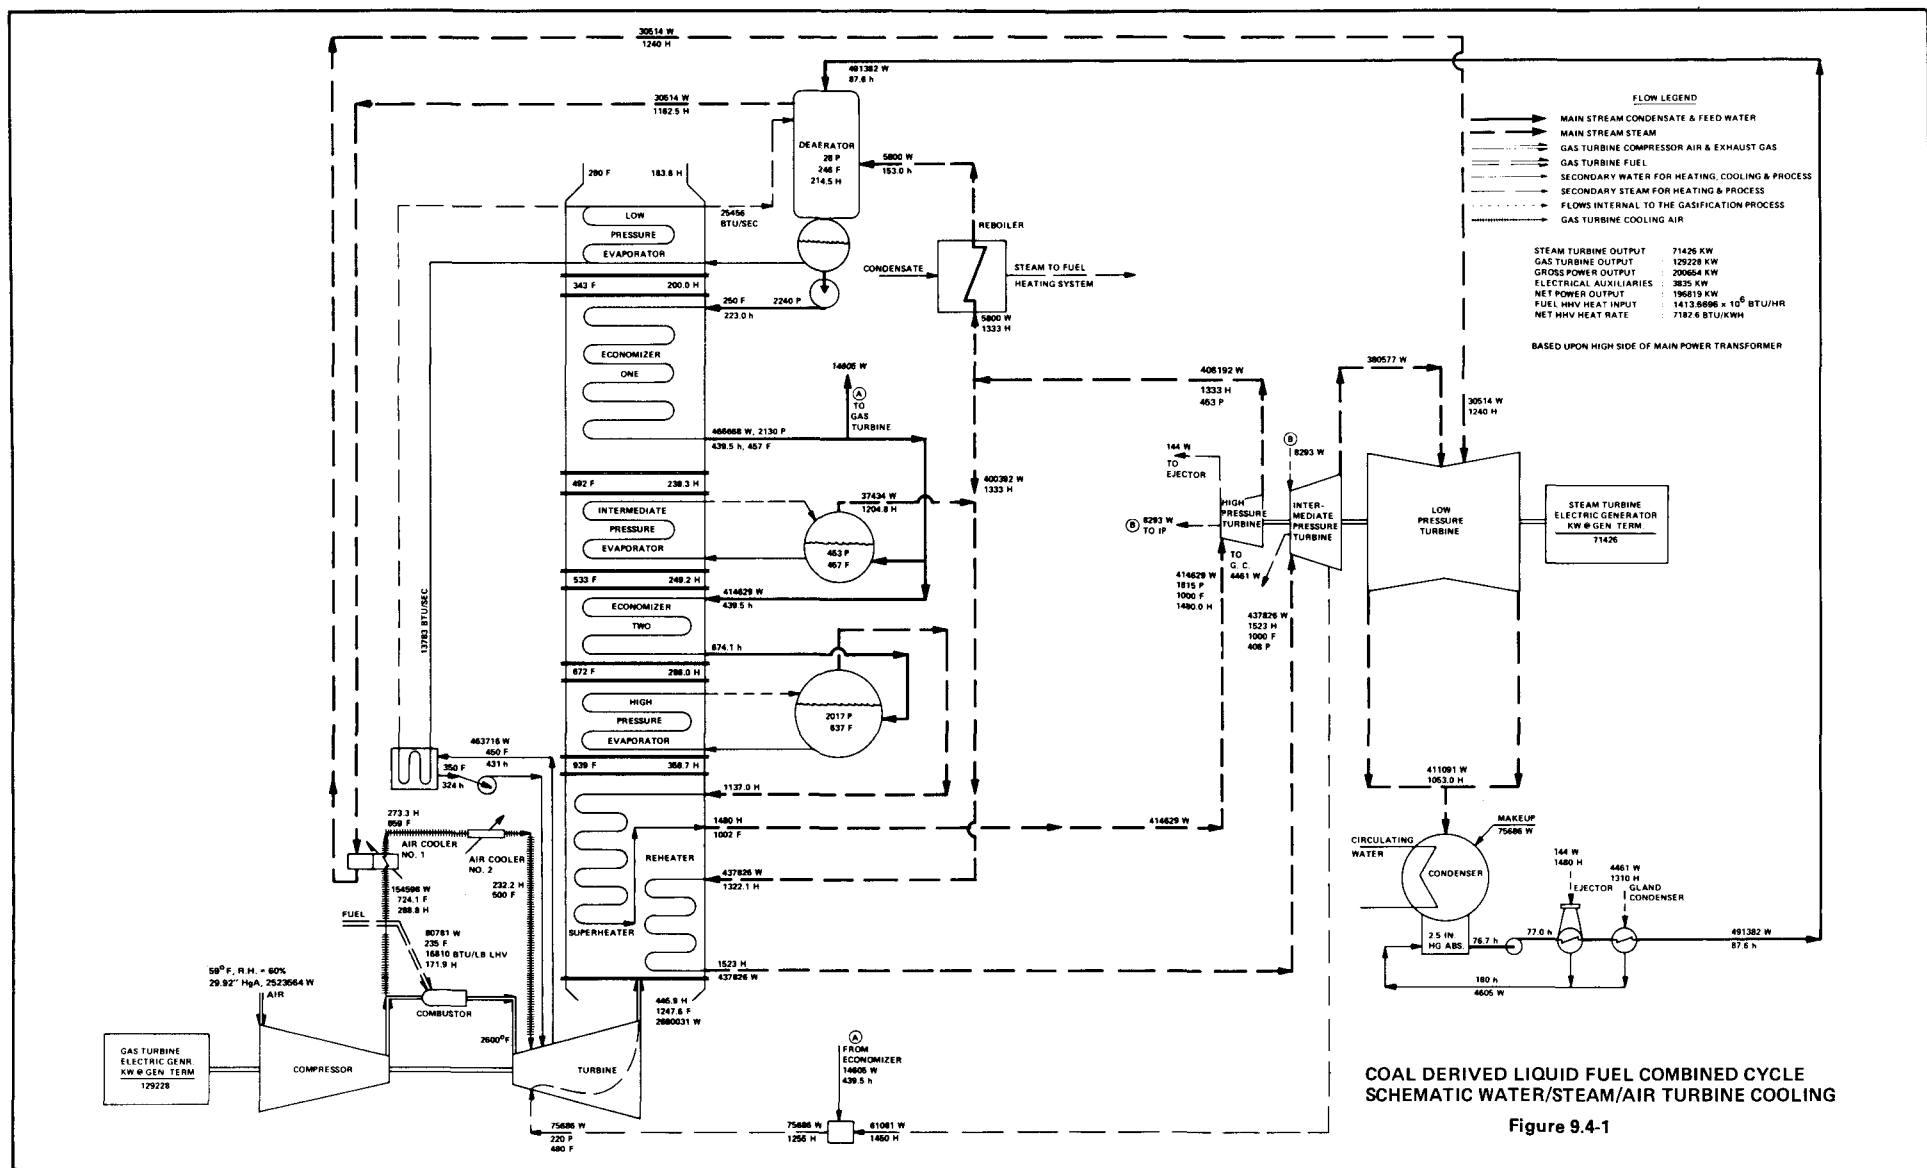 30514 W
1240 H
491382 W
87.6 h
30514 W
1162.5 H
DEAERATOR
28 P
246 F
214.5 H
5800 W
153.0 h
FLOW LEGEND
MAIN STREAM CONDENSATE & FEED WATER
MAIN STREAM STEAM
GAS TURBINE COMPRESSOR AIR & EXHAUST GAS
GAS TURBINE FUEL
SECONDARY WATER FOR HEATING, COOLING & PROCESS
SECONDARY STEAM FOR HEATING & PROCESS
FLOWS INTERNAL TO THE GASIFICATION PROCESS
GAS TURBINE COOLING AIR
STEAM TURBINE OUTPUT : 71426 KW
GAS TURBINE OUTPUT : 129228 KW
GROSS POWER OUTPUT : 200654 KW
ELECTRICAL AUXILIARIES : 3835 KW
NET POWER OUTPUT : 196819 KW
FUEL HHV HEAT INPUT : 1413.6696 x 10⁶ BTU/HR
NET HHV HEAT RATE : 7182.6 BTU/KWH
BASED UPON HIGH SIDE OF MAIN POWER TRANSFORMER
280 F 183.6 H
25456
BTU/SEC
LOW
PRESSURE
EVAPORATOR
REBOILER
CONDENSATE
STEAM TO FUEL
HEATING SYSTEM
343 F 200.0 H
250 F 2240 P
223.0 h
5800 W
1333 H
ECONOMIZER
ONE
14605 W
A
TO
GAS
TURBINE
466668 W, 2130 P
439.5 h, 457 F
406192 W
1333 H
453 P
380577 W
30514 W
1240 H
144 W
TO
EJECTOR
B
8293 W
492 F 238.3 H
400392 W
1333 H
37434 W
1204.8 H
INTERMEDIATE
PRESSURE
EVAPORATOR
453 P
457 F
B 8293 W
TO IP
HIGH
PRESSURE
TURBINE
INTER-
MEDIATE
PRESSURE
TURBINE
LOW
PRESSURE
TURBINE
STEAM TURBINE
ELECTRIC GENERATOR
KW @ GEN TERM.
71426
TO
G. C.
4461 W
533 F 249.2 H
414629 W
439.5 h
414629 W
1815 P
1000 F
1480.0 H
ECONOMIZER
TWO
437826 W
1523 H
1000 F
408 P
674.1 h
13783 BTU/SEC
672 F 286.0 H
HIGH
PRESSURE
EVAPORATOR
2017 P
637 F
463716 W
450 F
431 h
350 F
324 h
939 F 358.7 H
1137.0 H
411091 W
1053.0 H
273.3 H
659 F
AIR COOLER
NO. 1
AIR COOLER
NO. 2
1480 H
1002 F
414629 W
MAKEUP
75686 W
CIRCULATING
WATER
CONDENSER
REHEATER
437826 W
1322.1 H
144 W
1480 H
EJECTOR
4461 W
1310 H
GLAND
CONDENSER
154598 W
724.1 F
288.8 H
232.2 H
500 F
FUEL
SUPERHEATER
2.5 IN.
HG ABS.
76.7 h
77.0 h
491382 W
87.6 h
80781 W
235 F
16810 BTU/LB LHV
171.9 H
1523 H
437826 W
180 h
4605 W
59°F, R.H. = 60%
29.92" HgA, 2523664 W
AIR
COMBUSTOR
445.9 H
1247.6 F
2680031 W
2600°F
GAS TURBINE
ELECTRIC GENR.
KW @ GEN TERM
129228
COMPRESSOR
TURBINE
A
FROM
ECONOMIZER
14605 W
439.5 h
75686 W
220 P
480 F
75686 W
1256 H
61081 W
1450 H
COAL DERIVED LIQUID FUEL COMBINED CYCLE
SCHEMATIC WATER/STEAM/AIR TURBINE COOLING
Figure 9.4-1